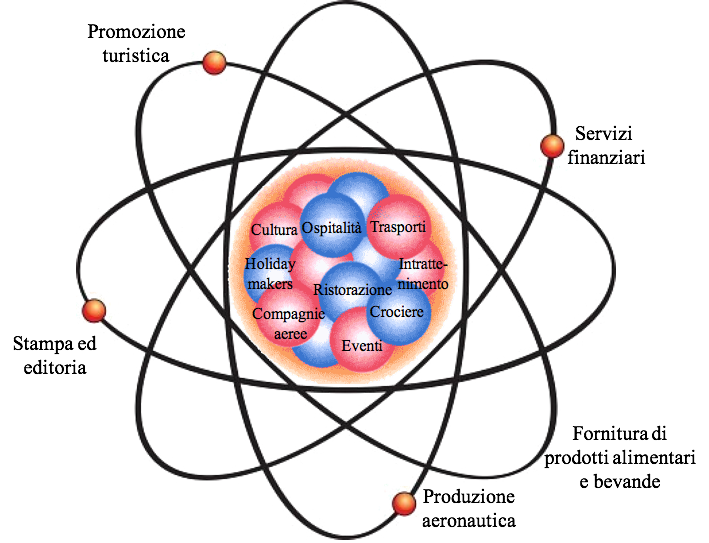 Promozione
turistica
Servizi
finanziari
Cultura
Ospitalità
Trasporti
Holiday
makers
Intratte-
nimento
Ristorazione
Compagnie
aeree
Crociere
Eventi
Stampa ed
editoria
Fornitura di
prodotti alimentari
e bevande
Produzione
aeronautica